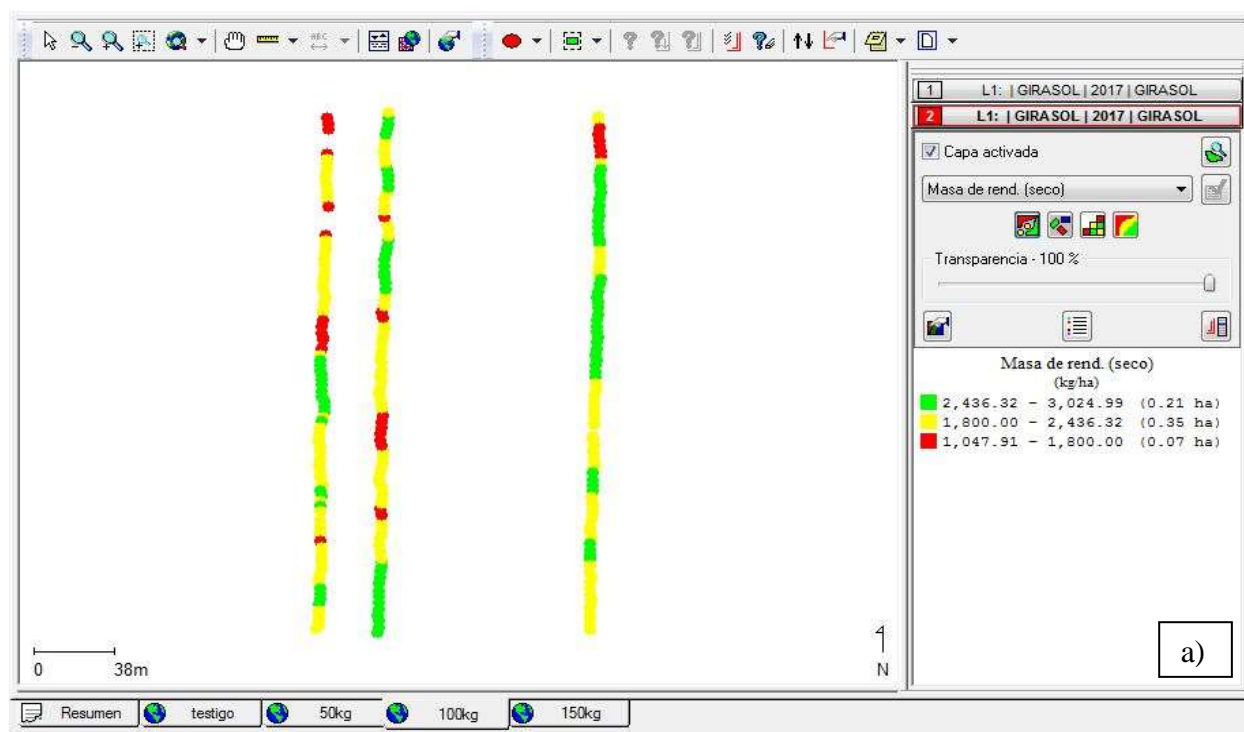 ABC
1 L1: | GIRASOL | 2017 | GIRASOL
2 L1: | GIRASOL | 2017 | GIRASOL
Capa activada
Masa de rend. (seco)
Transparencia - 100 %
Masa de rend. (seco)
(kg/ha)
2,436.32 - 3,024.99 (0.21 ha)
1,800.00 - 2,436.32 (0.35 ha)
1,047.91 - 1,800.00 (0.07 ha)
0 38m
N
a)
Resumen testigo 50kg 100kg 150kg